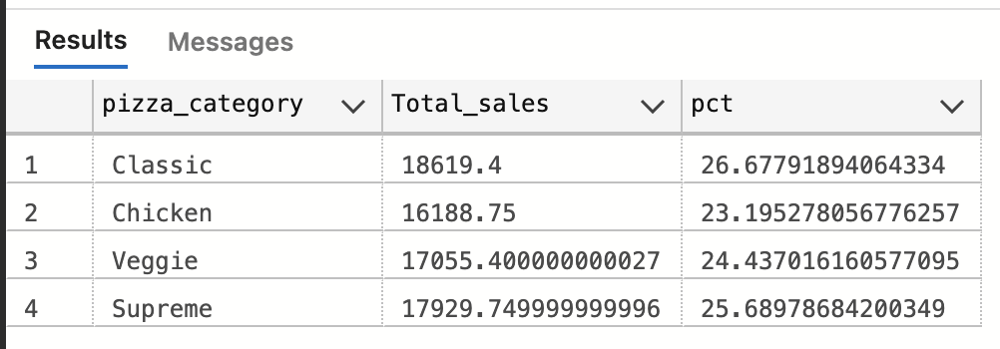 Results Messages
pizza_category Total_sales pct
1 Classic 18619.4 26.67791894064334
2 Chicken 16188.75 23.195278056776257
3 Veggie 17055.400000000027 24.437016160577095
4 Supreme 17929.749999999996 25.68978684200349